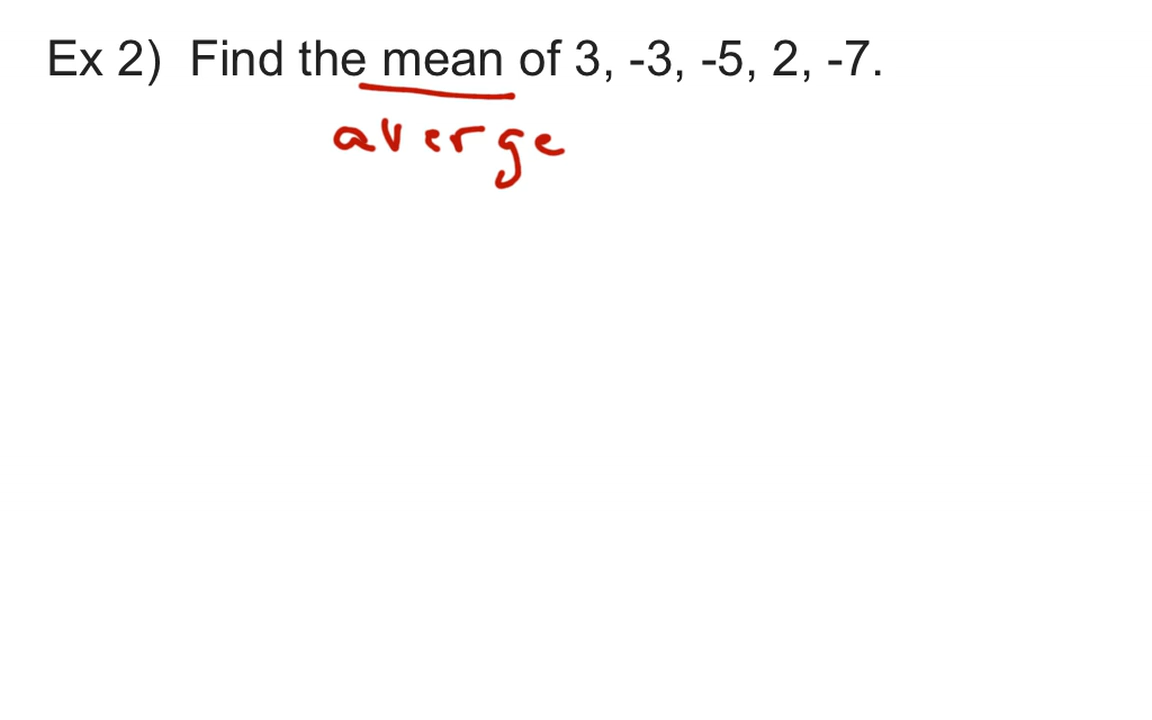 Ex 2) Find the mean of 3, -3, -5, 2, -7.
averge